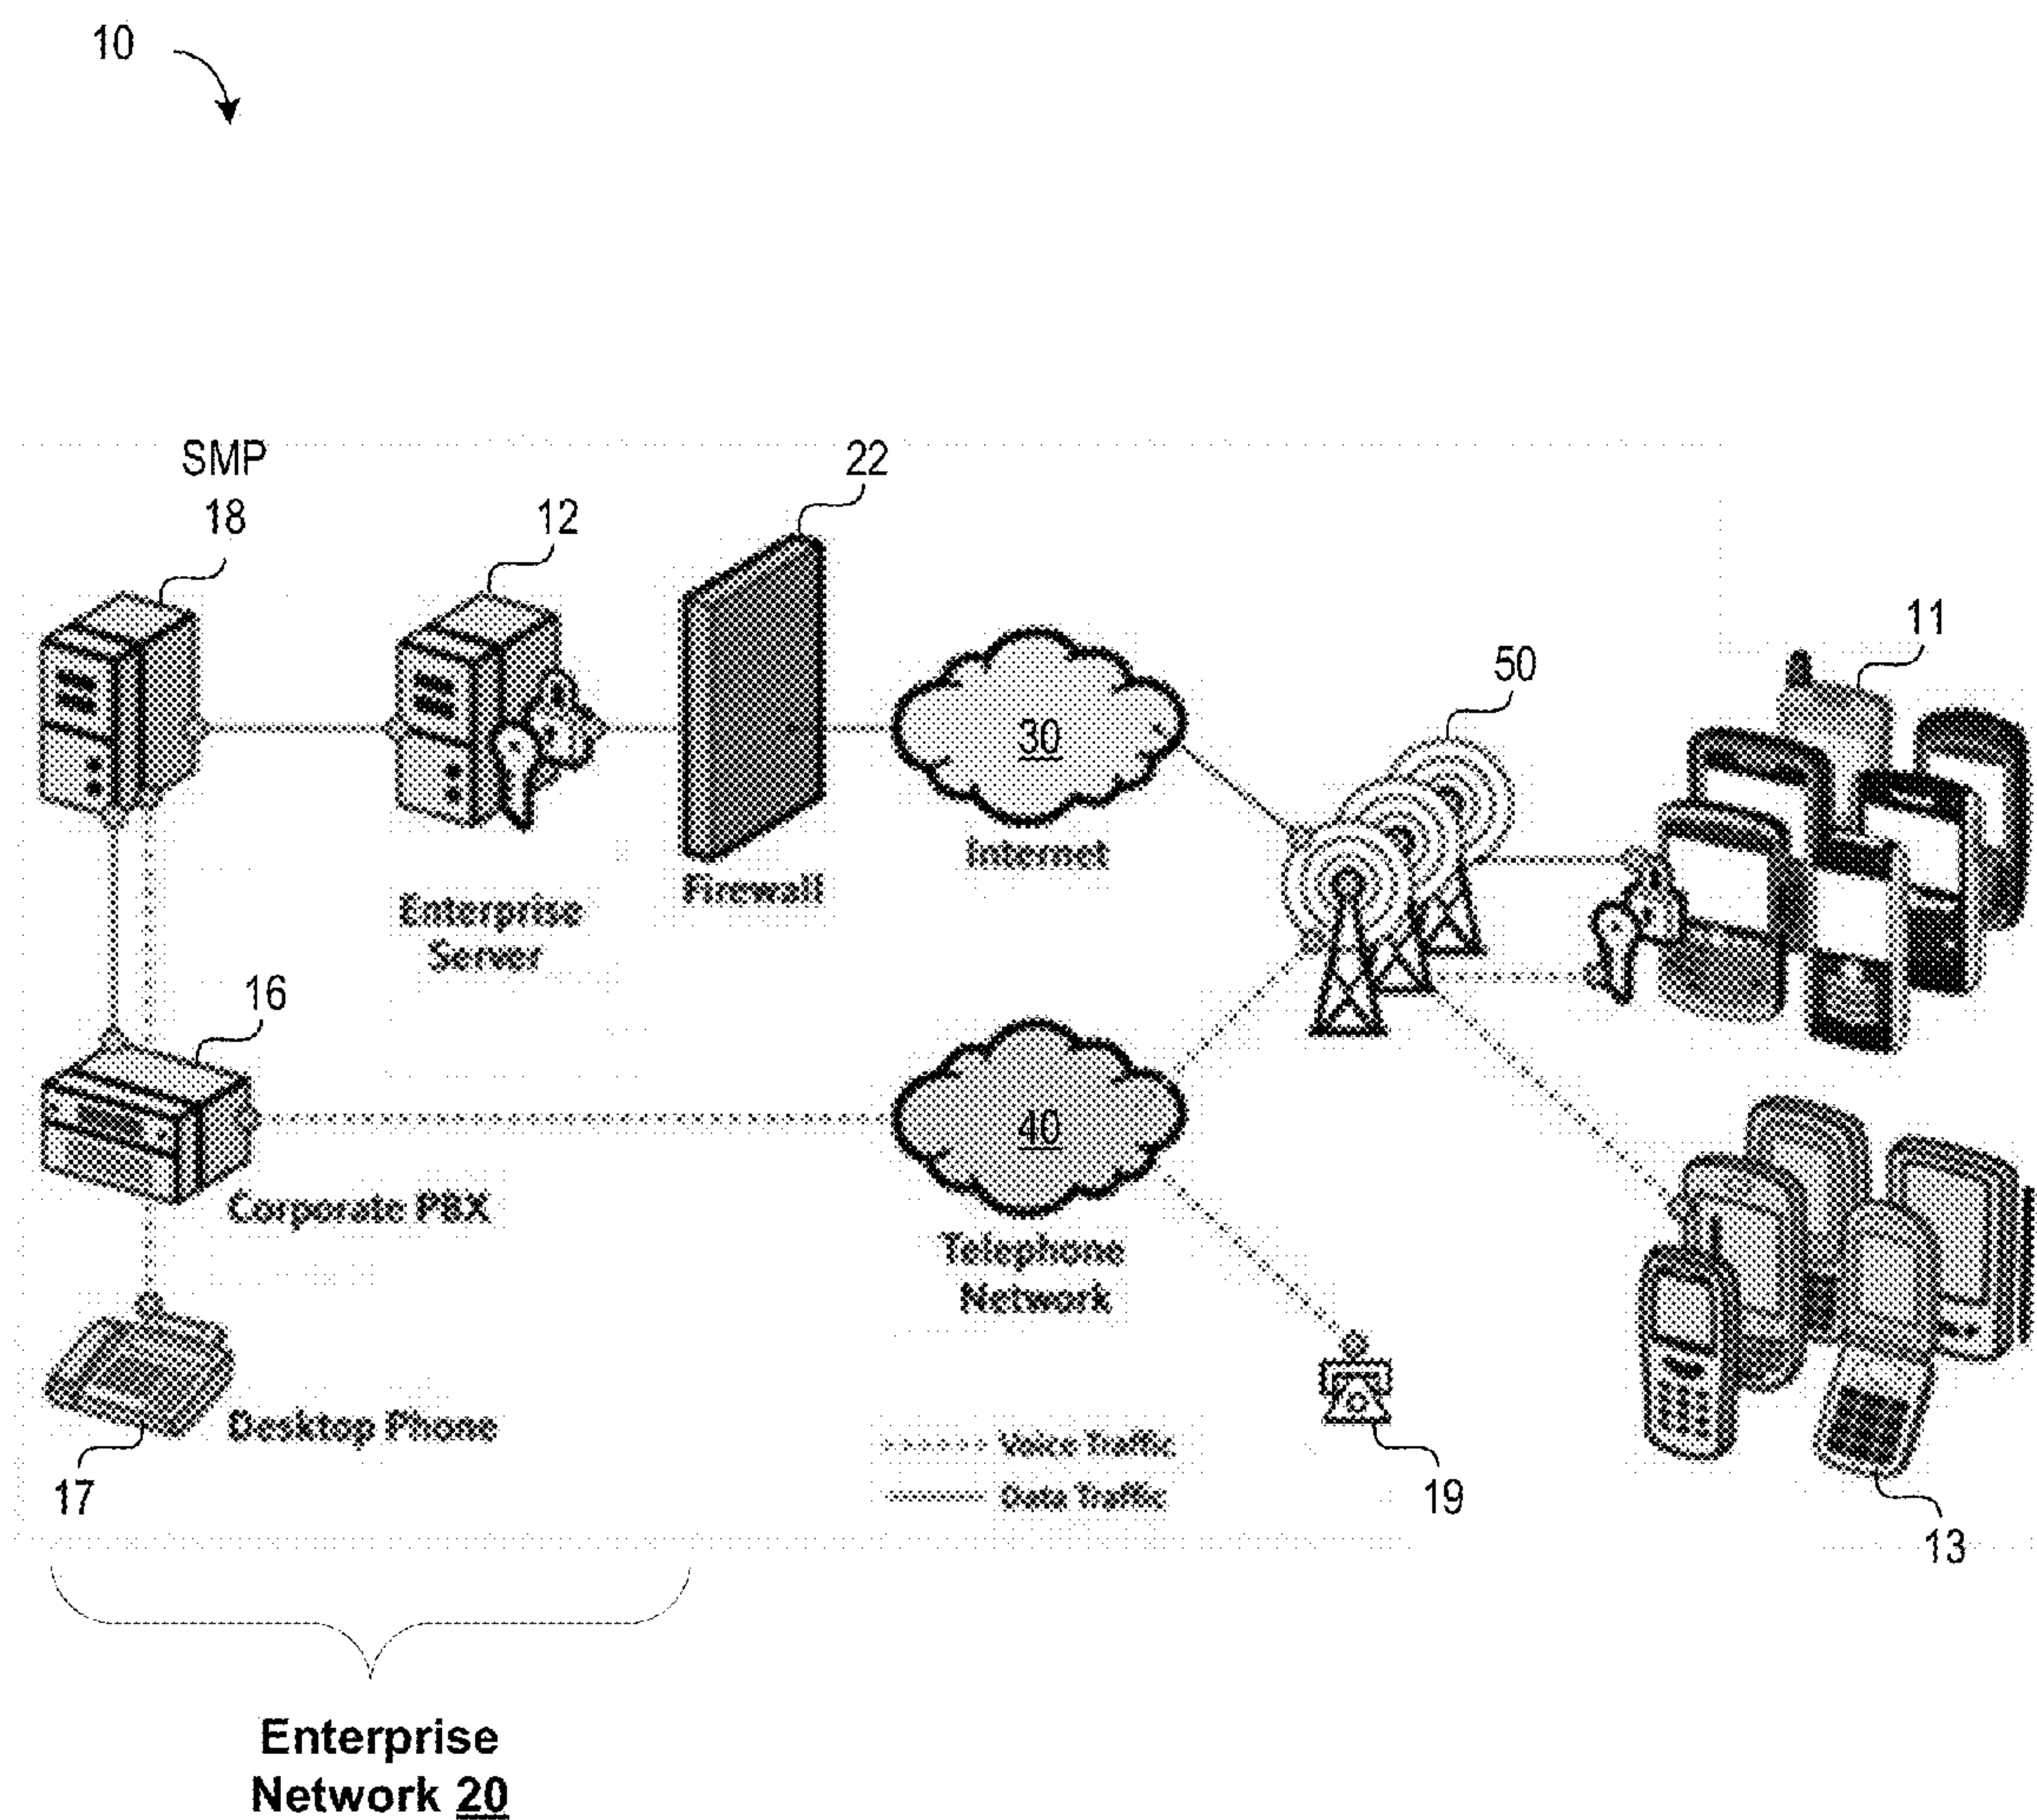 10
SMP
18
12
22
11
50
30
Internet
Firewall
Enterprise
Server
16
40
Corporate PBX
Telephone
Network
Desktop Phone
Voice Traffic
Data Traffic
17
19
13
Enterprise
Network 20